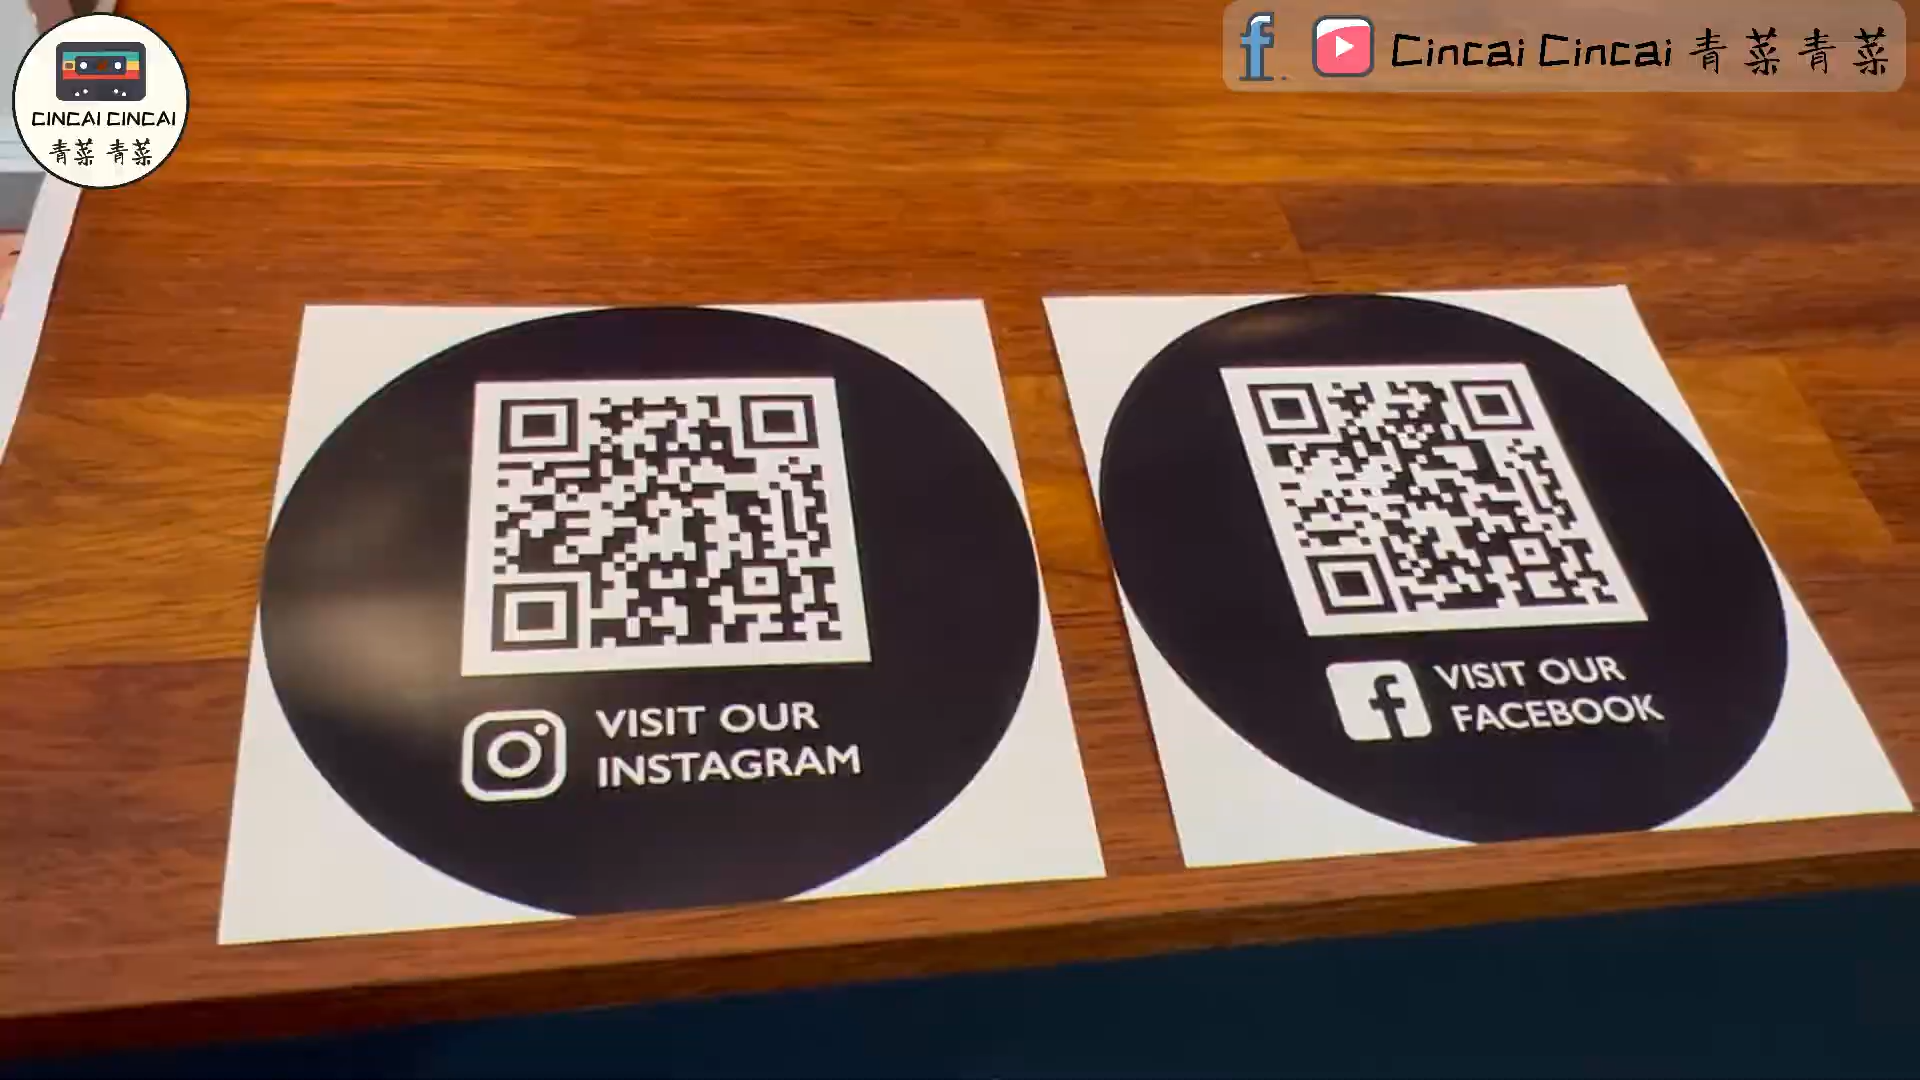 CINCAI CINCAI
青菜 青菜
Cincai Cincai 青菜青菜
VISIT OUR
INSTAGRAM
VISIT OUR
FACEBOOK